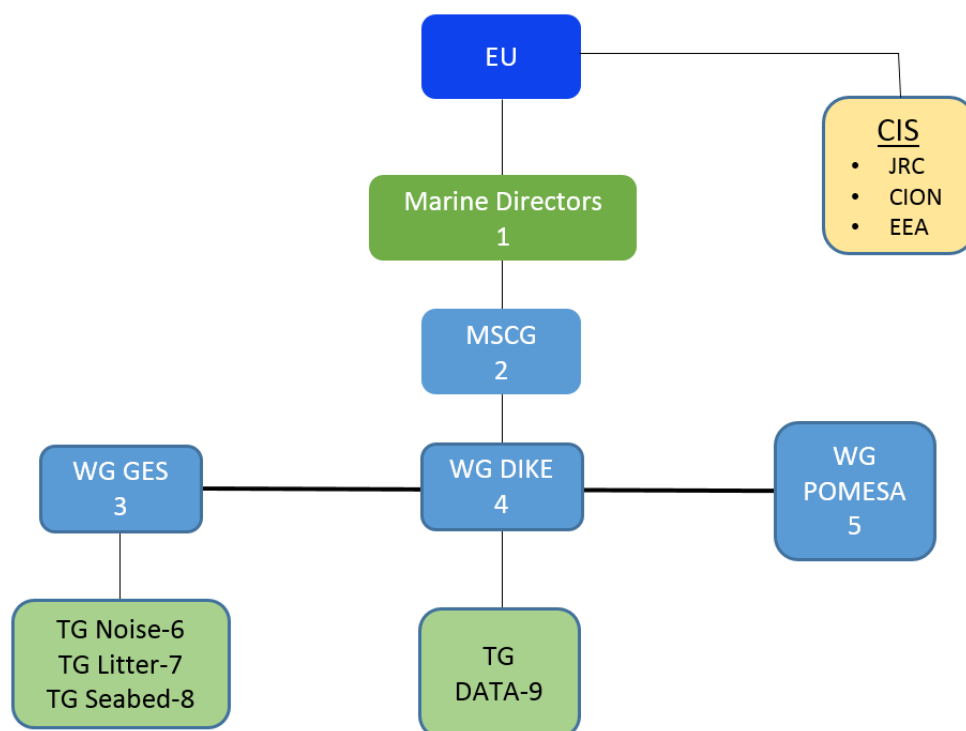 EU
CIS
• JRC
• CION
• EEA
Marine Directors
1
MSCG
2
WG GES
3
WG DIKE
4
WG
POMESA
5
TG Noise-6
TG Litter-7
TG Seabed-8
TG
DATA-9